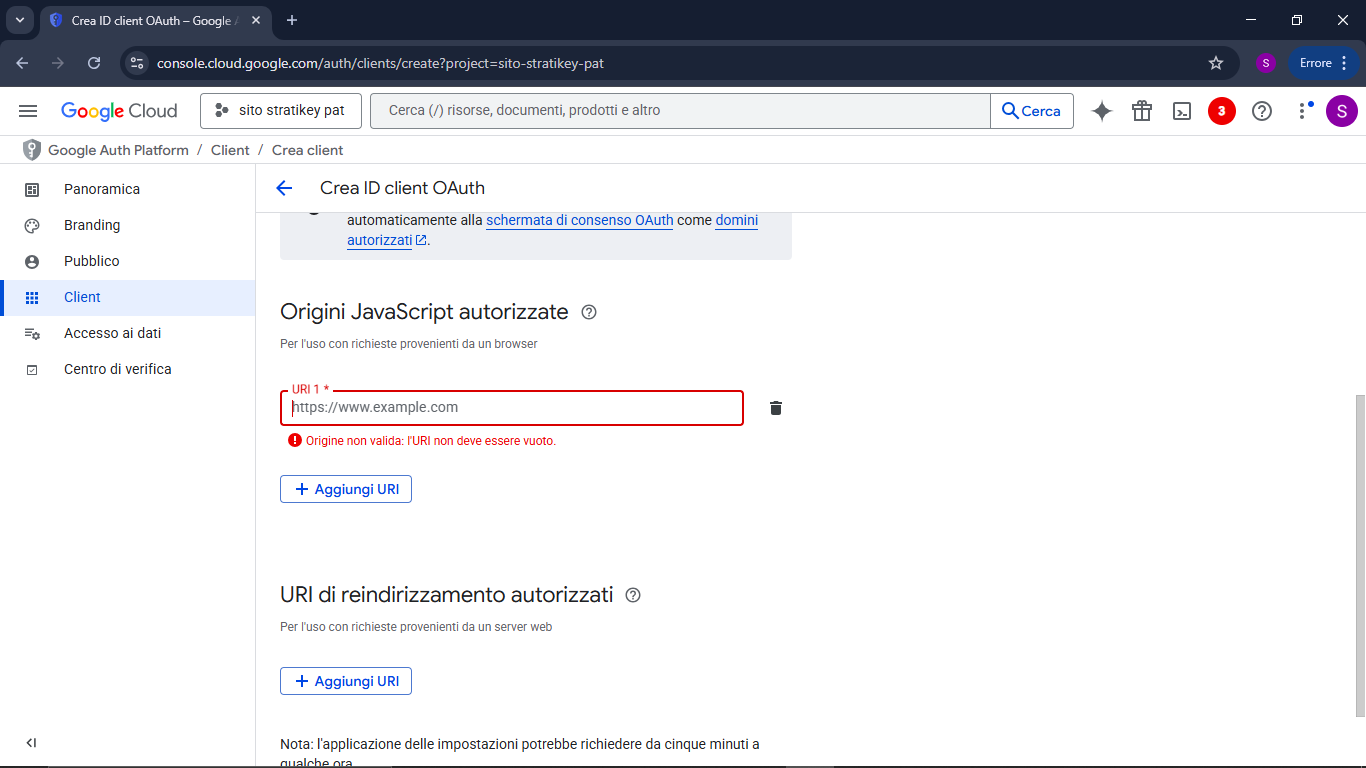 Crea ID client OAuth – Google A
console.cloud.google.com/auth/clients/create?project=sito-stratikey-pat
S
Errore
Google Cloud
sito stratikey pat
Cerca (/) risorse, documenti, prodotti e altro
Cerca
3
S
Google Auth Platform / Client / Crea client
Panoramica
Branding
Pubblico
Client
Accesso ai dati
Centro di verifica
Crea ID client OAuth
automaticamente alla schermata di consenso OAuth come domini
autorizzati.
Origini JavaScript autorizzate
Per l'uso con richieste provenienti da un browser
URI 1 *
https://www.example.com
Origine non valida: l'URI non deve essere vuoto.
+ Aggiungi URI
URI di reindirizzamento autorizzati
Per l'uso con richieste provenienti da un server web
+ Aggiungi URI
Nota: l'applicazione delle impostazioni potrebbe richiedere da cinque minuti a
qualche ora